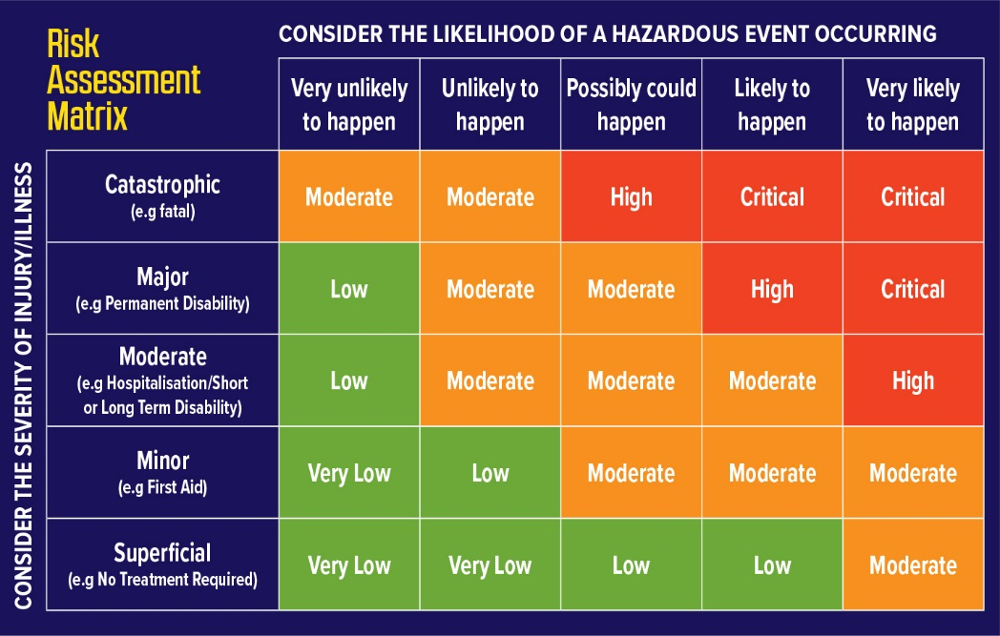 Risk
Assessment
Matrix
CONSIDER THE LIKELIHOOD OF A HAZARDOUS EVENT OCCURRING
Very unlikely
to happen
Unlikely to
happen
Possibly could
happen
Likely to
happen
Very likely
to happen
CONSIDER THE SEVERITY OF INJURY/ILLNESS
Catastrophic
(e.g fatal)
Moderate
Moderate
High
Critical
Critical
Major
(e.g Permanent Disability)
Low
Moderate
Moderate
High
Critical
Moderate
(e.g Hospitalisation/Short
or Long Term Disability)
Low
Moderate
Moderate
Moderate
High
Minor
(e.g First Aid)
Very Low
Low
Moderate
Moderate
Moderate
Superficial
(e.g No Treatment Required)
Very Low
Very Low
Low
Low
Moderate